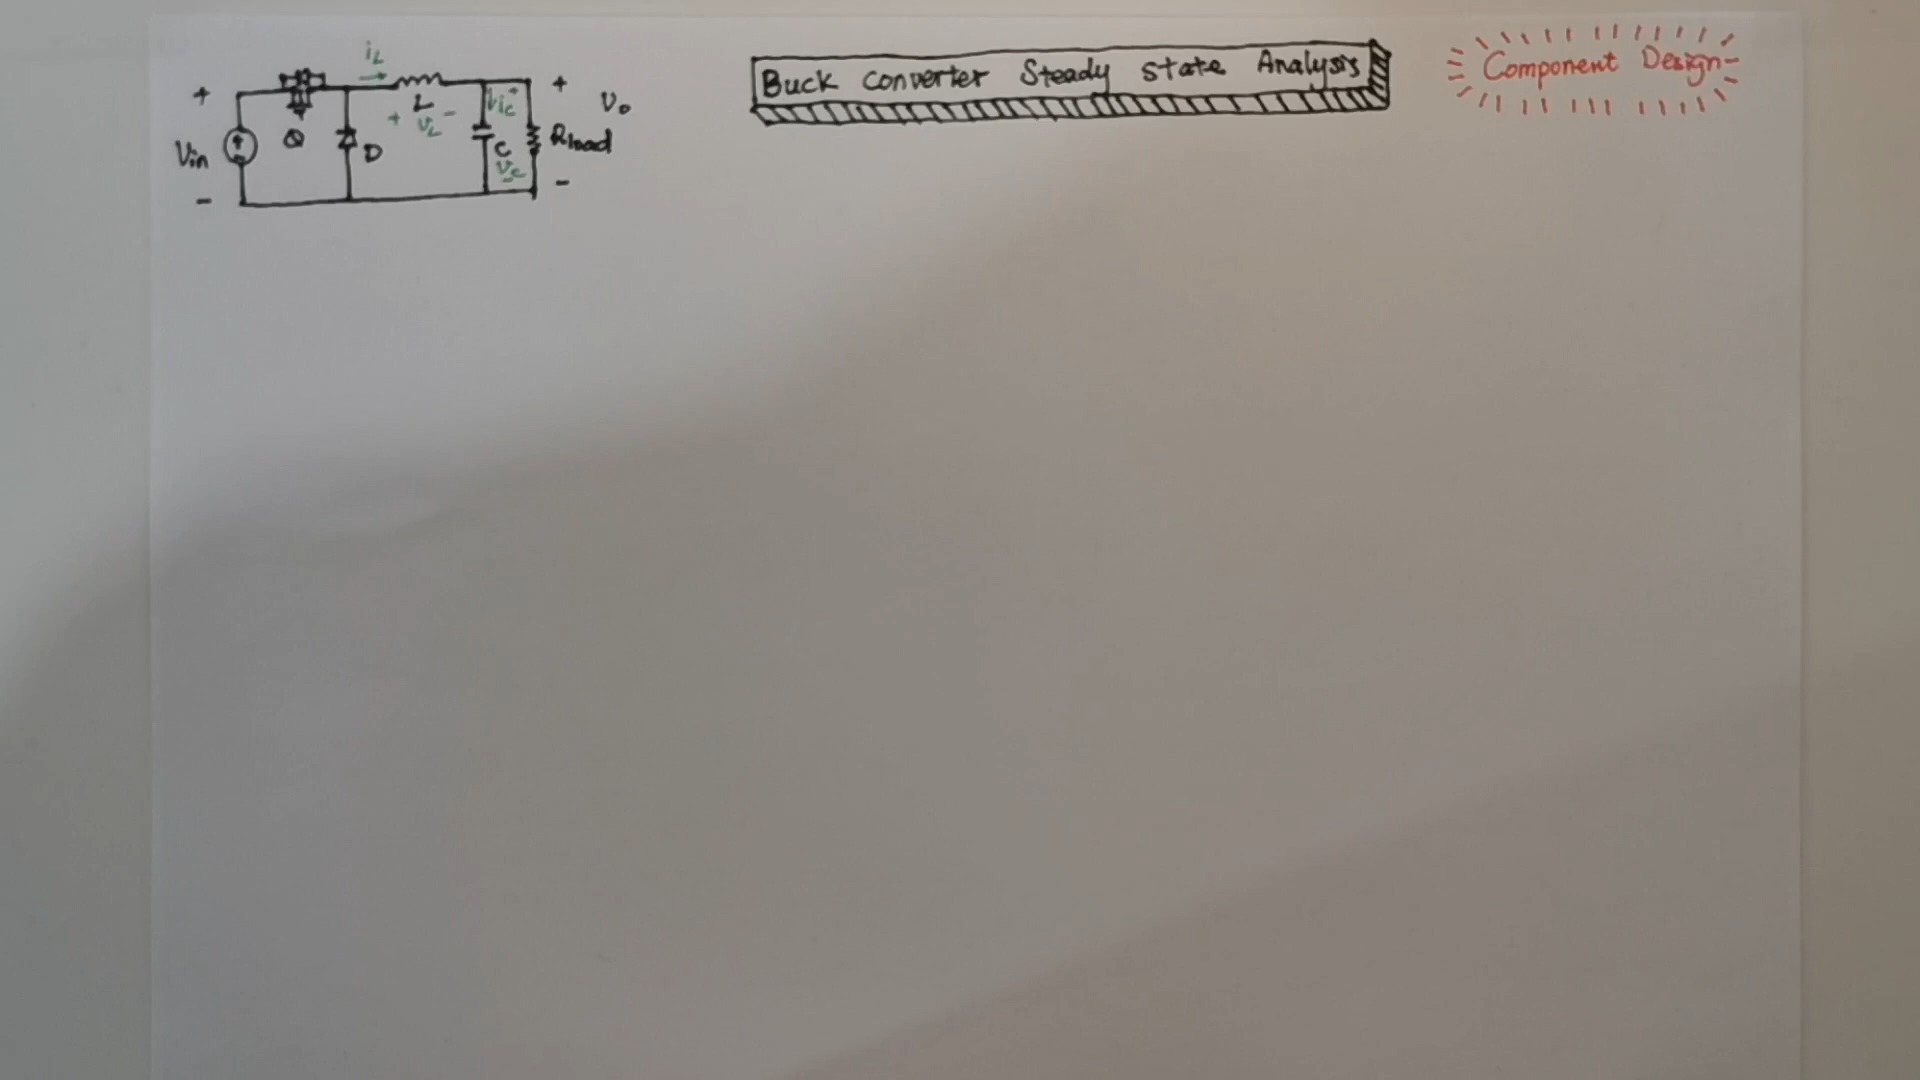 Buck converter Steady state Analysis
Component Design
iL
+ L ic + +
Vo
+ vL -
Vin Q D C Rload
vc
- - -